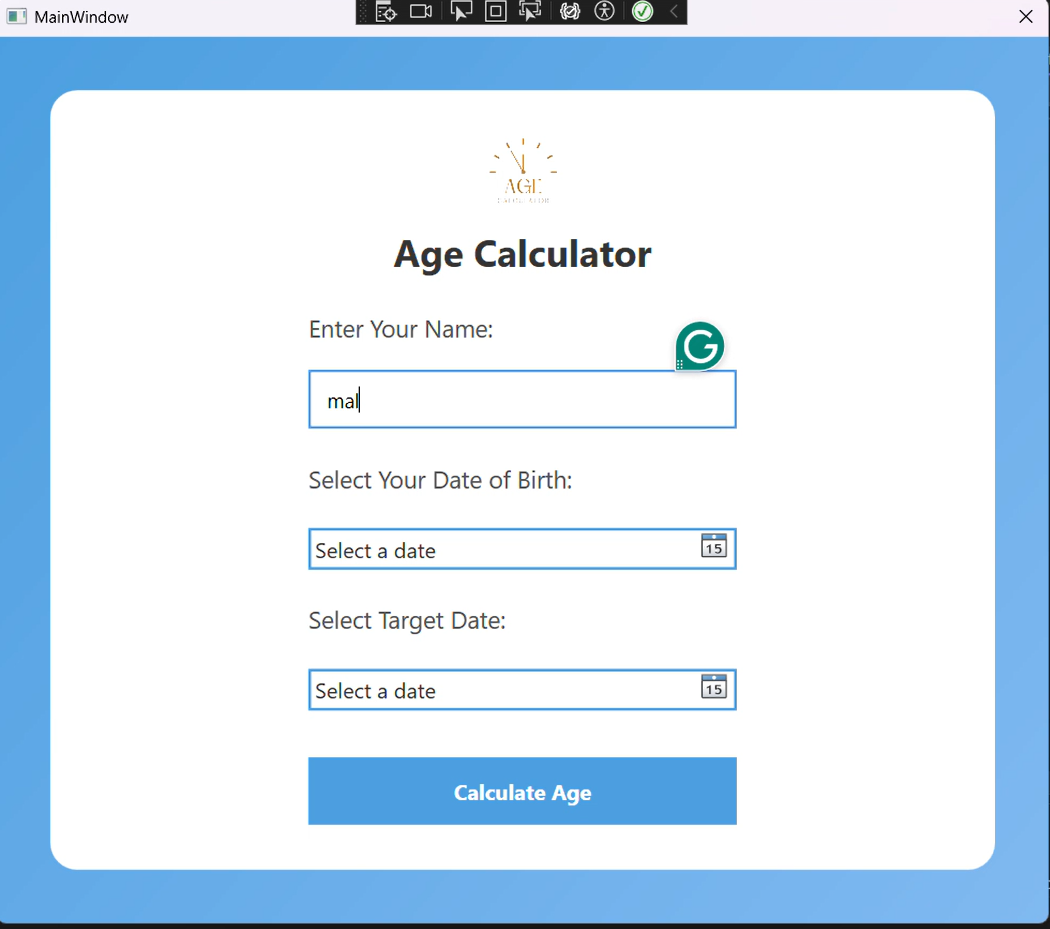 MainWindow
AGE
Age Calculator
Enter Your Name:
G
mal
Select Your Date of Birth:
Select a date
15
Select Target Date:
Select a date
15
Calculate Age